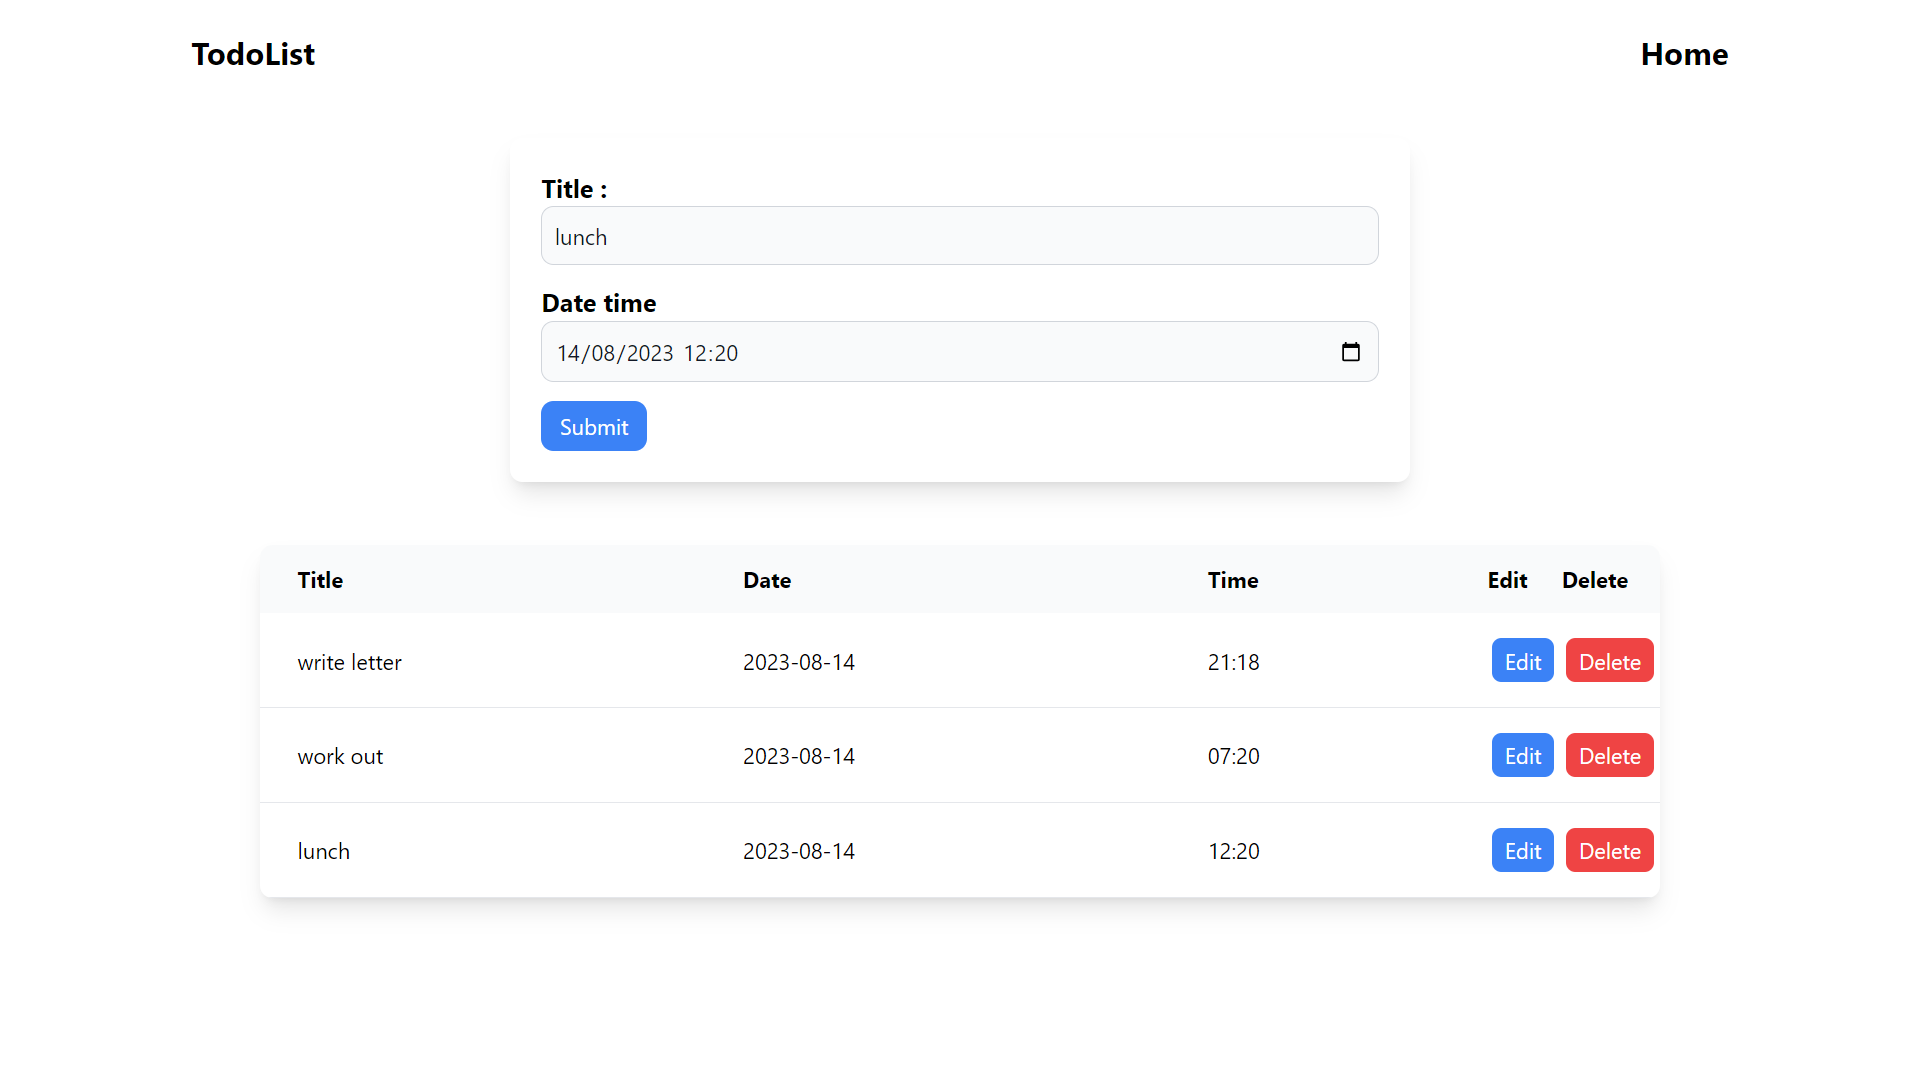 TodoList Home
Title :
lunch
Date time
14/08/2023 12:20
Submit
Title Date Time Edit Delete
write letter 2023-08-14 21:18 Edit Delete
work out 2023-08-14 07:20 Edit Delete
lunch 2023-08-14 12:20 Edit Delete